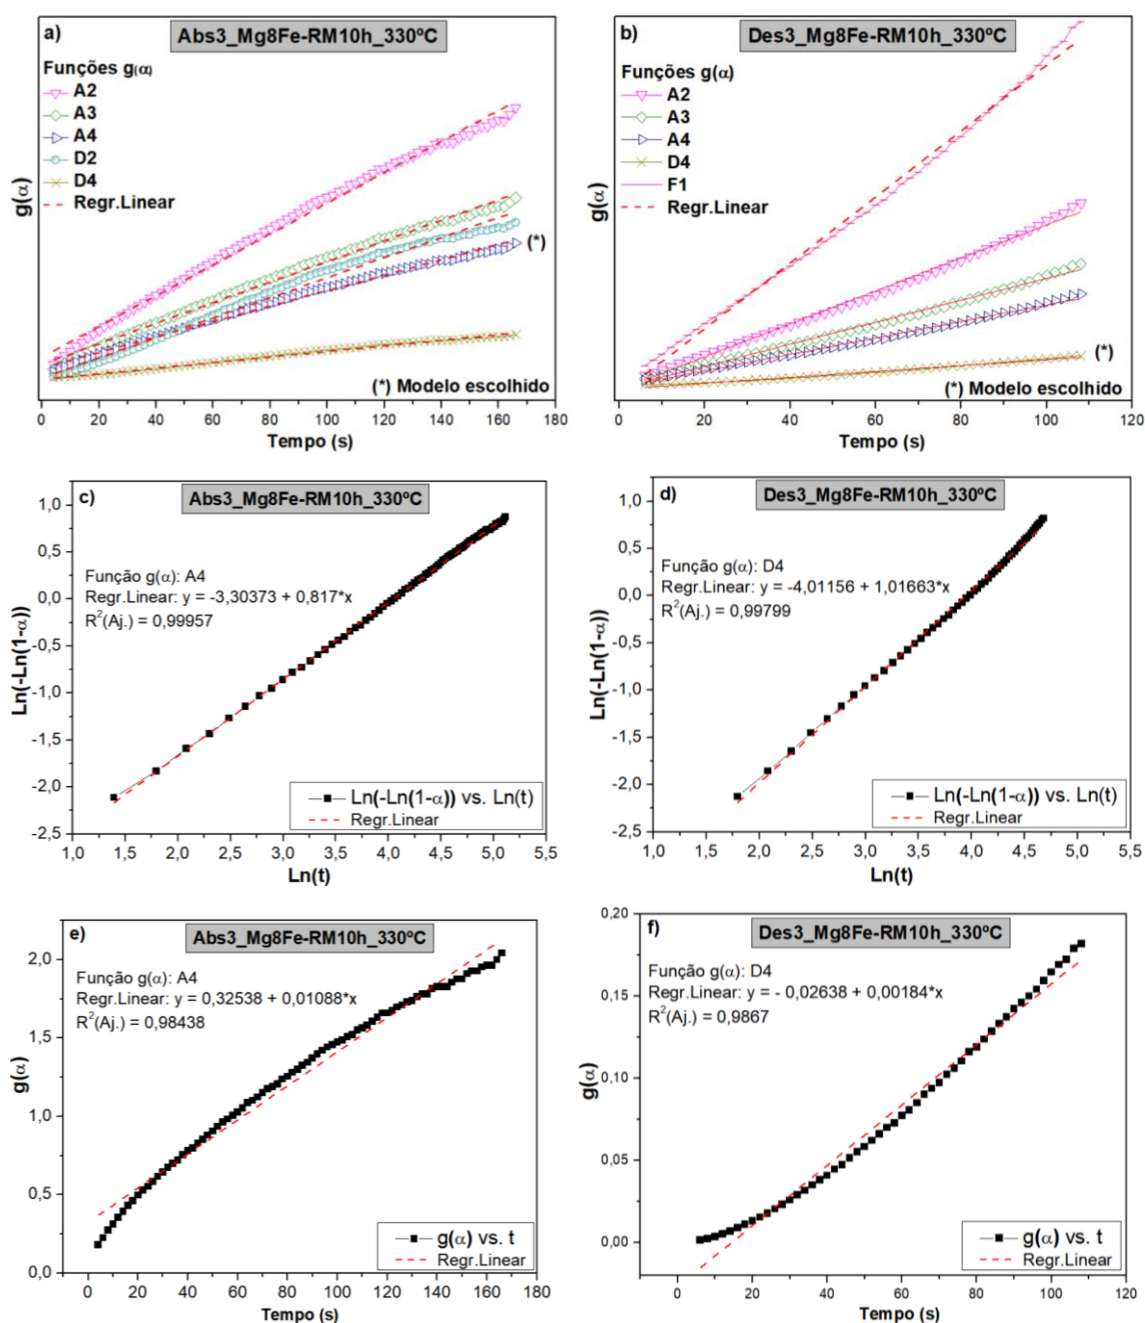 a)
Abs3_Mg8Fe-RM10h_330ºC
Funções g(α)
A2
A3
A4
D2
D4
Regr.Linear
(*)
(*) Modelo escolhido
g(α)
0 20 40 60 80 100 120 140 160 180
Tempo (s)
b)
Des3_Mg8Fe-RM10h_330ºC
Funções g(α)
A2
A3
A4
D4
F1
Regr.Linear
(*)
(*) Modelo escolhido
g(α)
0 20 40 60 80 100 120
Tempo (s)
c)
Abs3_Mg8Fe-RM10h_330ºC
1,0
0,5
0,0
-0,5
-1,0
-1,5
-2,0
-2,5
Ln(-Ln(1-α))
Função g(α): A4
Regr.Linear: y = -3,30373 + 0,817*x
R²(Aj.) = 0,99957
Ln(-Ln(1-α)) vs. Ln(t)
Regr.Linear
1,0 1,5 2,0 2,5 3,0 3,5 4,0 4,5 5,0 5,5
Ln(t)
d)
Des3_Mg8Fe-RM10h_330ºC
1,0
0,5
0,0
-0,5
-1,0
-1,5
-2,0
-2,5
Ln(-Ln(1-α))
Função g(α): D4
Regr.Linear: y = -4,01156 + 1,01663*x
R²(Aj.) = 0,99799
Ln(-Ln(1-α)) vs. Ln(t)
Regr.Linear
1,0 1,5 2,0 2,5 3,0 3,5 4,0 4,5 5,0 5,5
Ln(t)
e)
Abs3_Mg8Fe-RM10h_330ºC
2,0
1,5
1,0
0,5
0,0
g(α)
Função g(α): A4
Regr.Linear: y = 0,32538 + 0,01088*x
R²(Aj.) = 0,98438
g(α) vs. t
Regr.Linear
0 20 40 60 80 100 120 140 160 180
Tempo (s)
f)
Des3_Mg8Fe-RM10h_330ºC
0,20
0,15
0,10
0,05
0,00
g(α)
Função g(α): D4
Regr.Linear: y = - 0,02638 + 0,00184*x
R²(Aj.) = 0,9867
g(α) vs. t
Regr.Linear
0 20 40 60 80 100 120
Tempo (s)